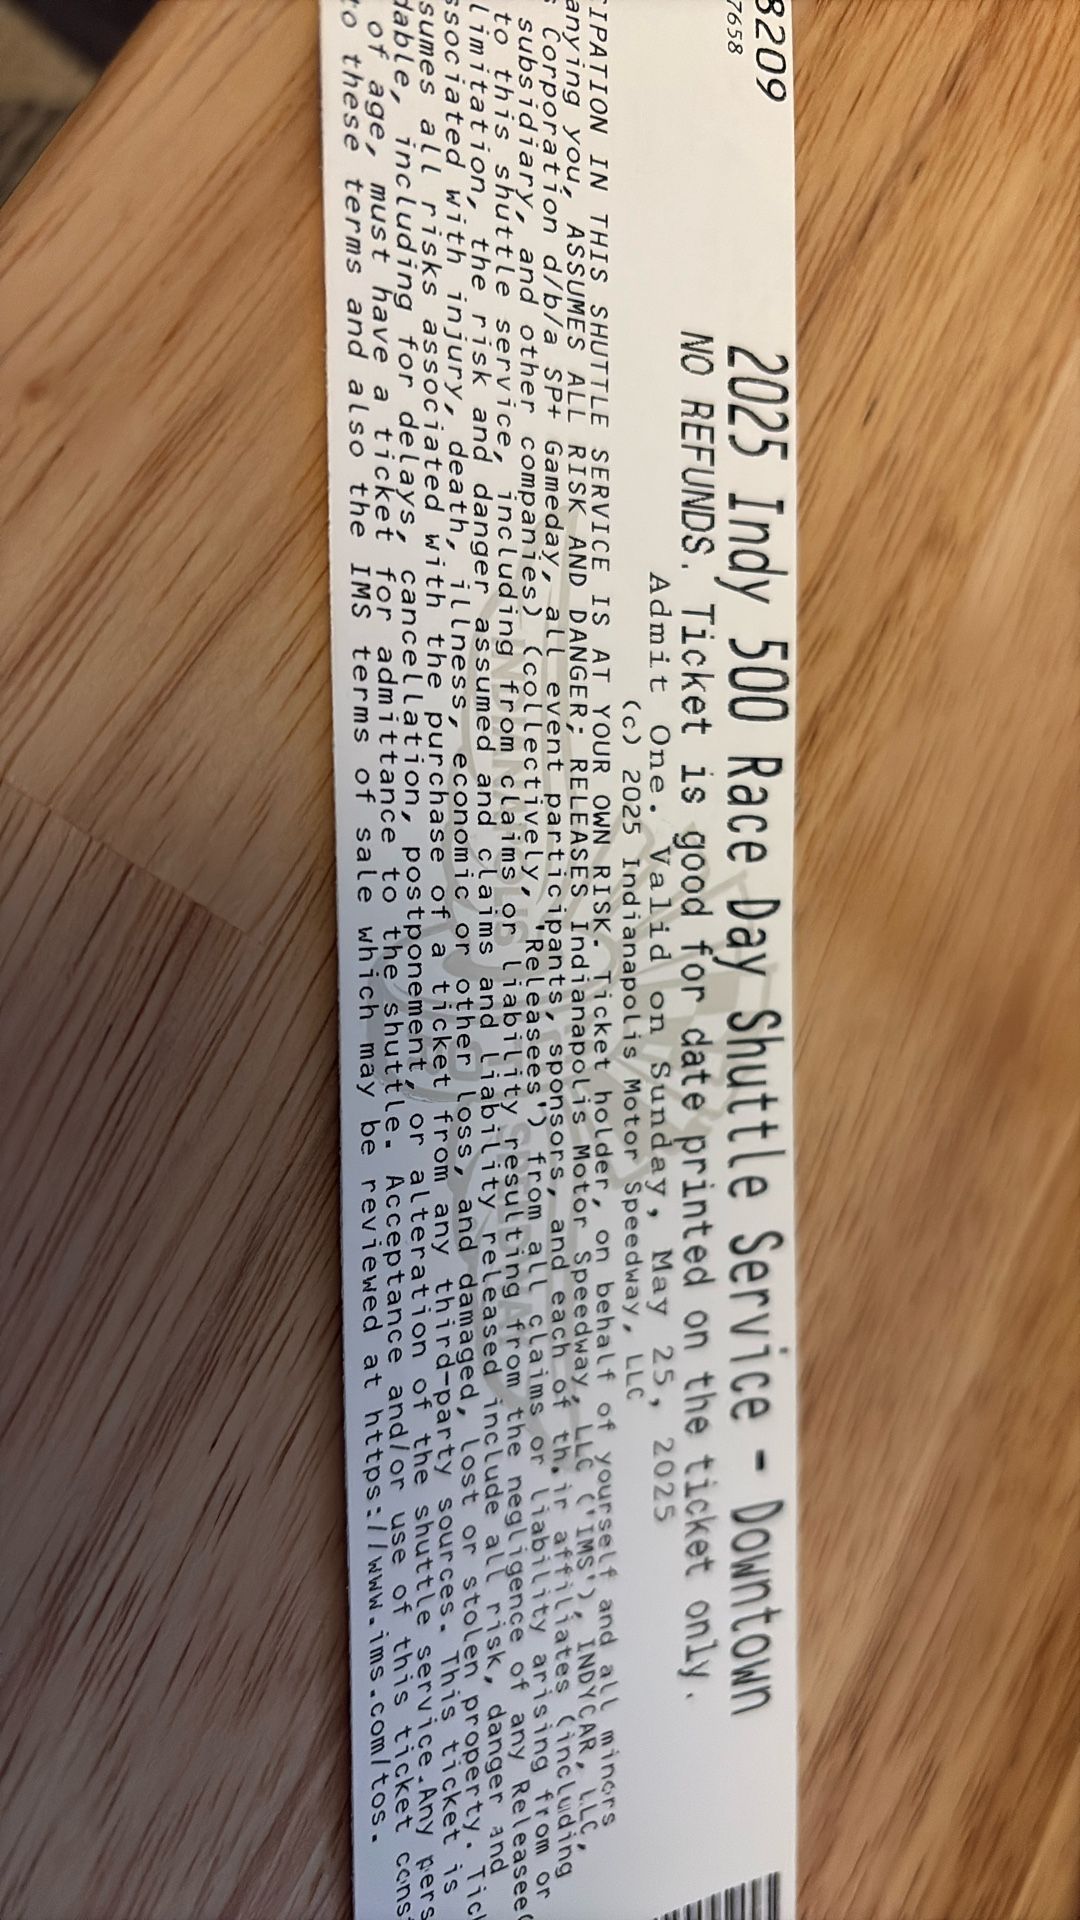 8209
7658
2025 Indy 500 Race Day Shuttle Service - Downtown
NO REFUNDS. Ticket is good for date printed on the ticket only.
Admit One. Valid on Sunday, May 25, 2025
(c) 2025 Indianapolis Motor Speedway, LLC
IPATION IN THIS SHUTTLE SERVICE IS AT YOUR OWN RISK. Ticket holder, on behalf of yourself and all minors
anying you, ASSUMES ALL RISK AND DANGER; RELEASES Indianapolis Motor Speedway, LLC ('IMS'), INDYCAR, LLC,
Corporation d/b/a SP+ Gameday, all event participants, sponsors, and each of their affiliates (including
subsidiary, and other companies) (collectively, 'Releasees') from all claims or liability arising from or
to this shuttle service, including from claims or liability resulting from the negligence of any Releasee(
limitation, the risk and danger assumed and claims and liability released include all risk, danger and
ssociated with injury, death, illness, economic or other loss, and damaged, lost or stolen property. Tic
sumes all risks associated with the purchase of a ticket from any third-party sources. This ticket is
dable, including for delays, cancellation, postponement, or alteration of the shuttle service.Any pers
of age, must have a ticket for admittance to the shuttle. Acceptance and/or use of this ticket cons
to these terms and also the IMS terms of sale which may be reviewed at https://www.ims.com/tos.